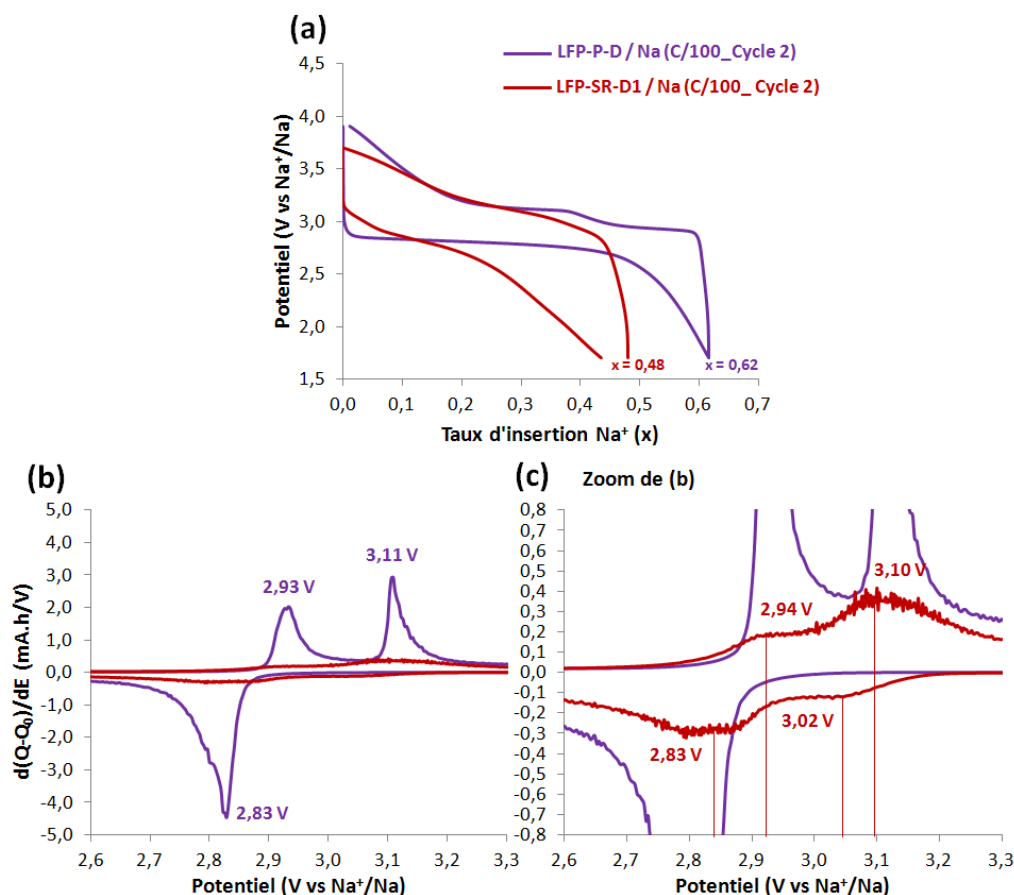 (a)
LFP-P-D / Na (C/100_Cycle 2)
LFP-SR-D1 / Na (C/100_ Cycle 2)
Potentiel (V vs Na⁺/Na)
4,5
4,0
3,5
3,0
2,5
2,0
1,5
x = 0,48
x = 0,62
0,0 0,1 0,2 0,3 0,4 0,5 0,6 0,7
Taux d'insertion Na⁺ (x)
(b)
d(Q-Q₀)/dE (mA.h/V)
5,0
4,0
3,0
2,0
1,0
0,0
-1,0
-2,0
-3,0
-4,0
-5,0
3,11 V
2,93 V
2,83 V
2,6 2,7 2,8 2,9 3,0 3,1 3,2 3,3
Potentiel (V vs Na⁺/Na)
(c) Zoom de (b)
0,8
0,7
0,6
0,5
0,4
0,3
0,2
0,1
0,0
-0,1
-0,2
-0,3
-0,4
-0,5
-0,6
-0,7
-0,8
3,10 V
2,94 V
3,02 V
2,83 V
2,6 2,7 2,8 2,9 3,0 3,1 3,2 3,3
Potentiel (V vs Na⁺/Na)